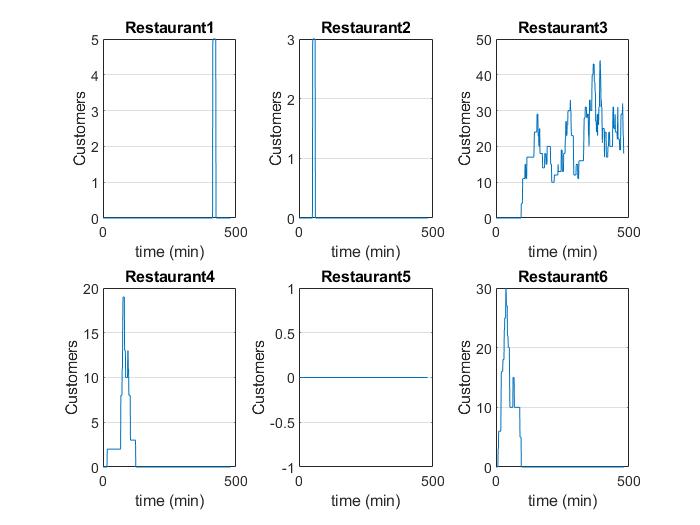 Restaurant1
5
4
3
2
1
0
Customers
0
500
time (min)
Restaurant2
3
2
1
0
Customers
0
500
time (min)
Restaurant3
50
40
30
20
10
0
Customers
0
500
time (min)
Restaurant4
20
15
10
5
0
Customers
0
500
time (min)
Restaurant5
1
0.5
0
-0.5
-1
Customers
0
500
time (min)
Restaurant6
30
20
10
0
Customers
0
500
time (min)